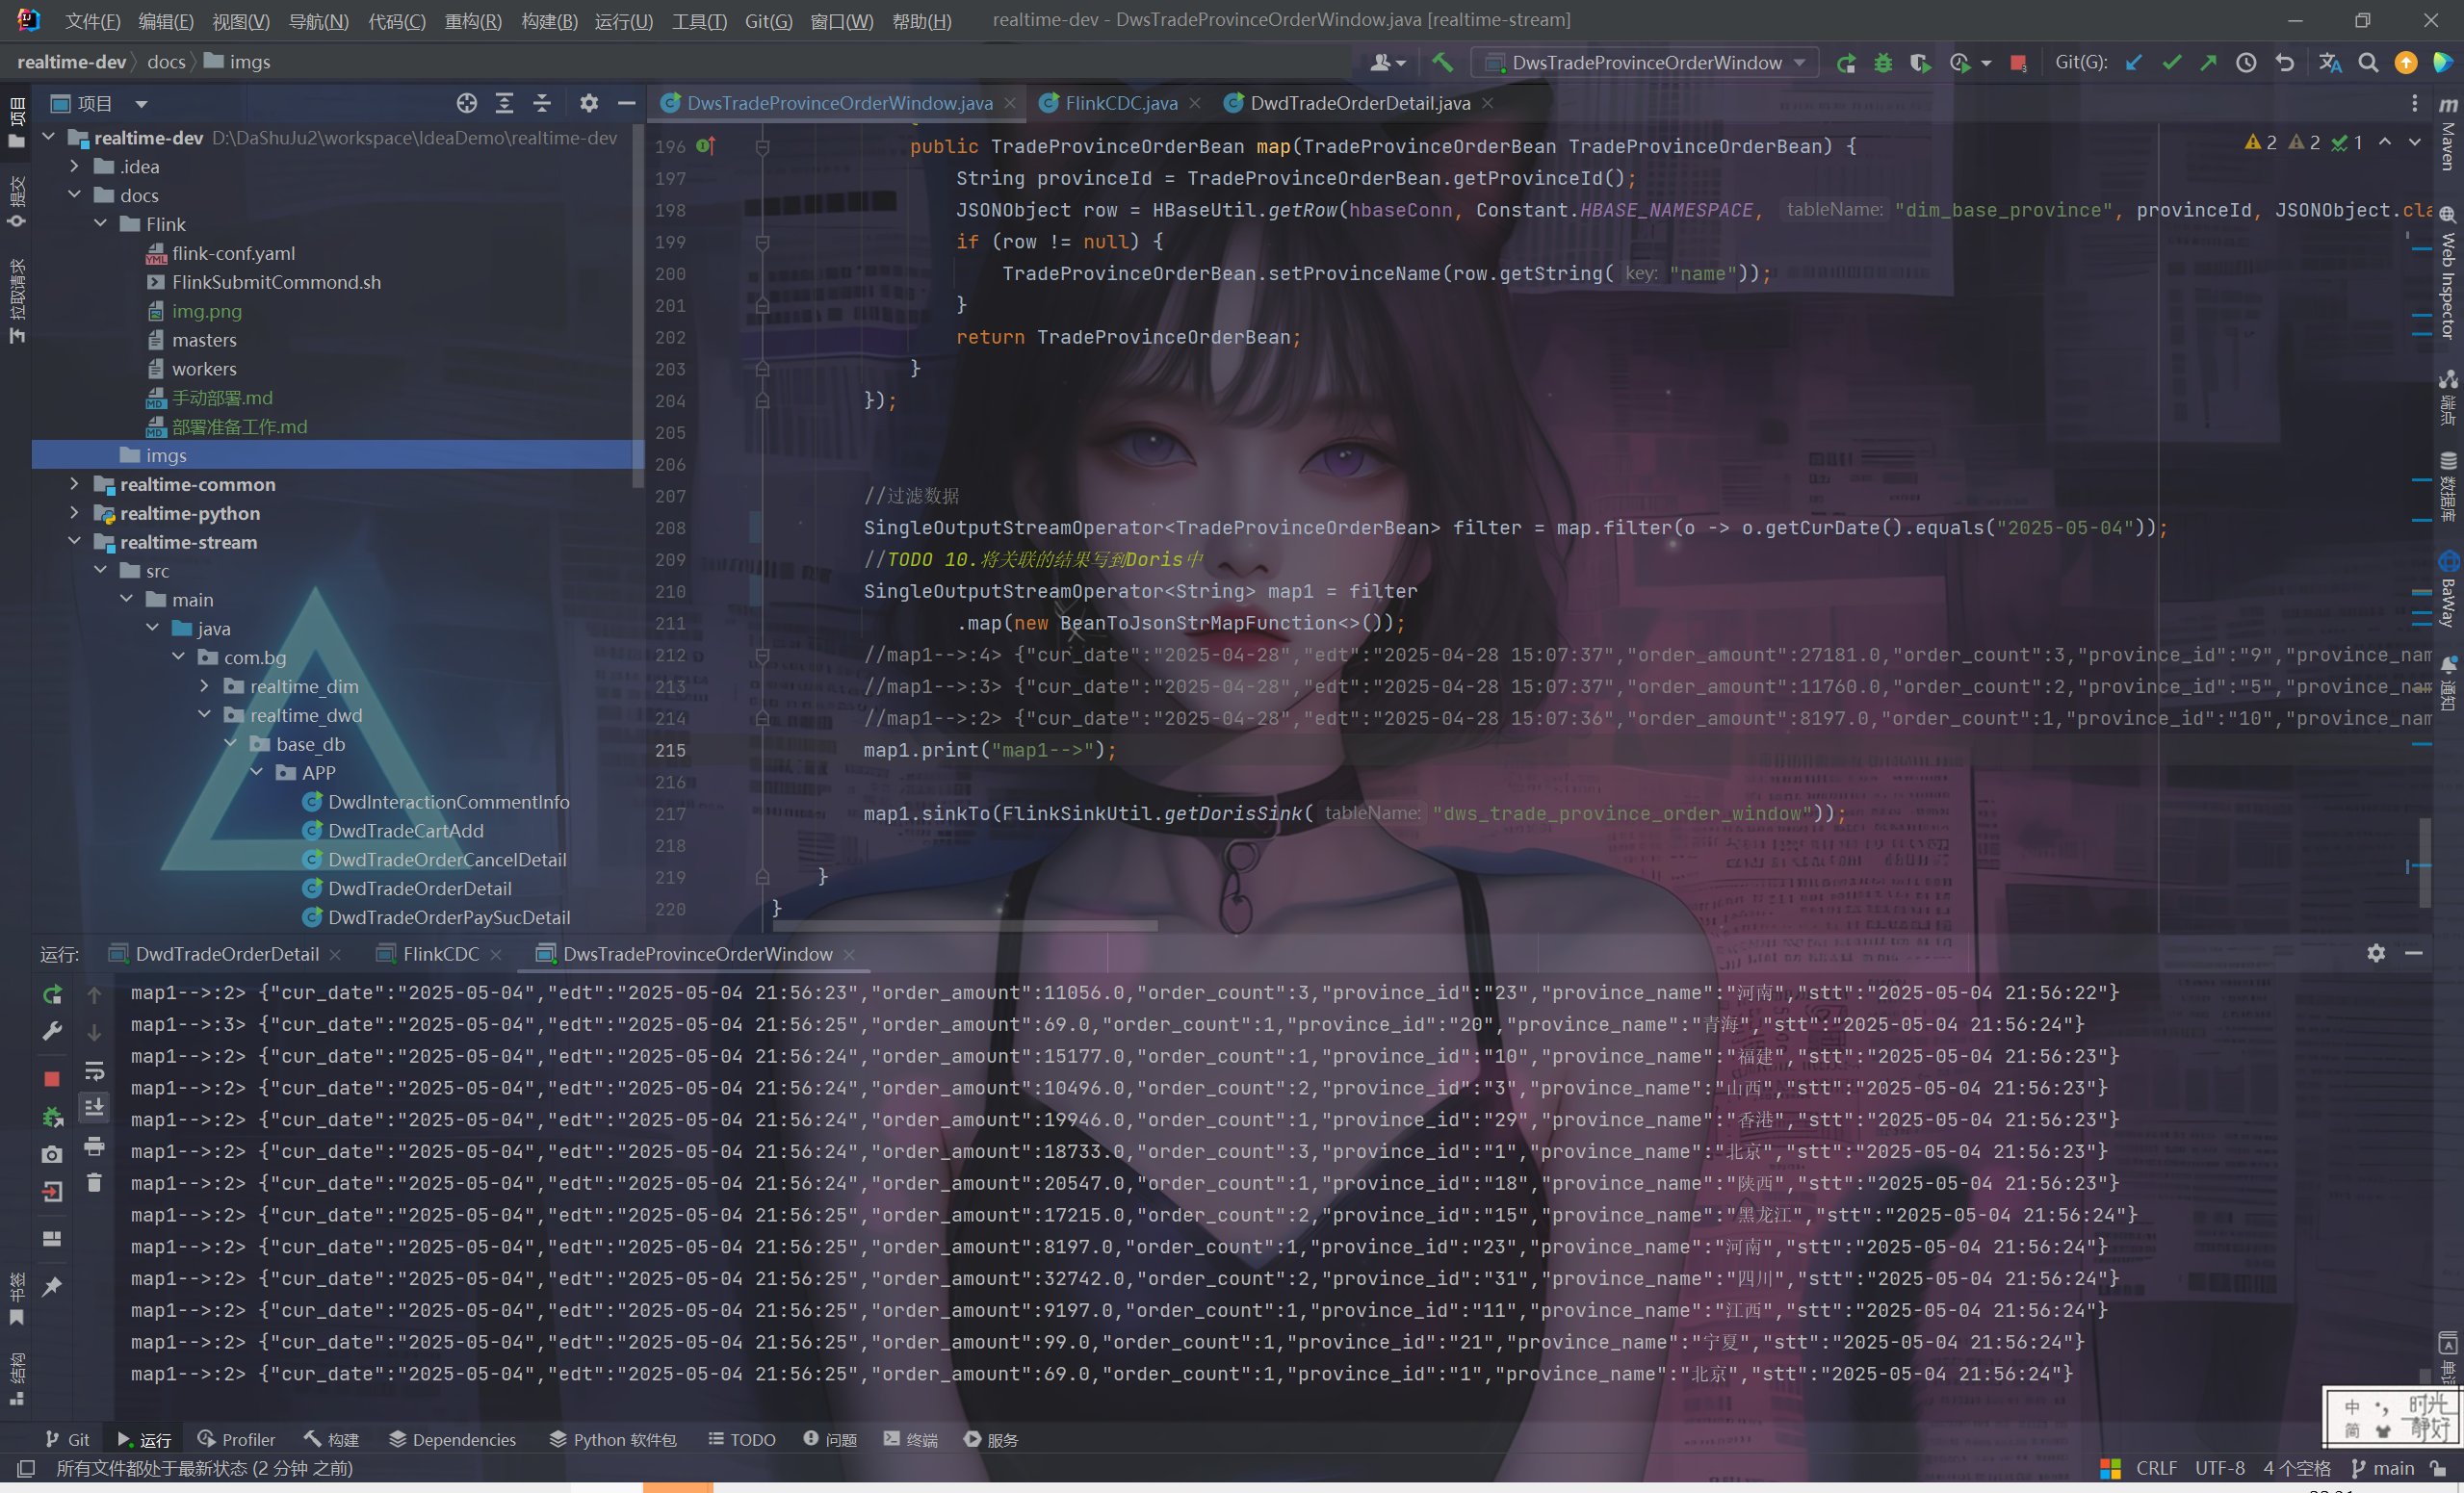 文件(F) 编辑(E) 视图(V) 导航(N) 代码(C) 重构(R) 构建(B) 运行(U) 工具(T) Git(G) 窗口(W) 帮助(H) realtime-dev - DwsTradeProvinceOrderWindow.java [realtime-stream]
realtime-dev docs imgs DwsTradeProvinceOrderWindow Git(G):
项目 DwsTradeProvinceOrderWindow.java FlinkCDC.java DwdTradeOrderDetail.java
项目
提交
拉取请求
书签
结构
realtime-dev D:\DaShuJu2\workspace\IdeaDemo\realtime-dev
.idea
docs
Flink
flink-conf.yaml
FlinkSubmitCommond.sh
img.png
masters
workers
手动部署.md
部署准备工作.md
imgs
realtime-common
realtime-python
realtime-stream
src
main
java
com.bg
realtime_dim
realtime_dwd
base_db
APP
DwdInteractionCommentInfo
DwdTradeCartAdd
DwdTradeOrderCancelDetail
DwdTradeOrderDetail
DwdTradeOrderPaySucDetail
2 2 1
196 public TradeProvinceOrderBean map(TradeProvinceOrderBean TradeProvinceOrderBean) {
197 String provinceId = TradeProvinceOrderBean.getProvinceId();
198 JSONObject row = HBaseUtil.getRow(hbaseConn, Constant.HBASE_NAMESPACE, tableName: "dim_base_province", provinceId, JSONObject.cla
199 if (row != null) {
200 TradeProvinceOrderBean.setProvinceName(row.getString( key: "name"));
201 }
202 return TradeProvinceOrderBean;
203 }
204 });
205
206
207 //过滤数据
208 SingleOutputStreamOperator<TradeProvinceOrderBean> filter = map.filter(o -> o.getCurDate().equals("2025-05-04"));
209 //TODO 10.将关联的结果写到Doris中
210 SingleOutputStreamOperator<String> map1 = filter
211 .map(new BeanToJsonStrMapFunction<>());
212 //map1-->:4> {"cur_date":"2025-04-28","edt":"2025-04-28 15:07:37","order_amount":27181.0,"order_count":3,"province_id":"9","province_nam
213 //map1-->:3> {"cur_date":"2025-04-28","edt":"2025-04-28 15:07:37","order_amount":11760.0,"order_count":2,"province_id":"5","province_nam
214 //map1-->:2> {"cur_date":"2025-04-28","edt":"2025-04-28 15:07:36","order_amount":8197.0,"order_count":1,"province_id":"10","province_nam
215 map1.print("map1-->");
216
217 map1.sinkTo(FlinkSinkUtil.getDorisSink( tableName: "dws_trade_province_order_window"));
218
219 }
220 }
Maven
Web Inspector
端点
数据库
BaWay
通知
运行: DwdTradeOrderDetail FlinkCDC DwsTradeProvinceOrderWindow
map1-->:2> {"cur_date":"2025-05-04","edt":"2025-05-04 21:56:23","order_amount":11056.0,"order_count":3,"province_id":"23","province_name":"河南","stt":"2025-05-04 21:56:22"}
map1-->:3> {"cur_date":"2025-05-04","edt":"2025-05-04 21:56:25","order_amount":69.0,"order_count":1,"province_id":"20","province_name":"青海","stt":"2025-05-04 21:56:24"}
map1-->:2> {"cur_date":"2025-05-04","edt":"2025-05-04 21:56:24","order_amount":15177.0,"order_count":1,"province_id":"10","province_name":"福建","stt":"2025-05-04 21:56:23"}
map1-->:2> {"cur_date":"2025-05-04","edt":"2025-05-04 21:56:24","order_amount":10496.0,"order_count":2,"province_id":"3","province_name":"山西","stt":"2025-05-04 21:56:23"}
map1-->:2> {"cur_date":"2025-05-04","edt":"2025-05-04 21:56:24","order_amount":19946.0,"order_count":1,"province_id":"29","province_name":"香港","stt":"2025-05-04 21:56:23"}
map1-->:2> {"cur_date":"2025-05-04","edt":"2025-05-04 21:56:24","order_amount":18733.0,"order_count":3,"province_id":"1","province_name":"北京","stt":"2025-05-04 21:56:23"}
map1-->:2> {"cur_date":"2025-05-04","edt":"2025-05-04 21:56:24","order_amount":20547.0,"order_count":1,"province_id":"18","province_name":"陕西","stt":"2025-05-04 21:56:23"}
map1-->:2> {"cur_date":"2025-05-04","edt":"2025-05-04 21:56:25","order_amount":17215.0,"order_count":2,"province_id":"15","province_name":"黑龙江","stt":"2025-05-04 21:56:24"}
map1-->:2> {"cur_date":"2025-05-04","edt":"2025-05-04 21:56:25","order_amount":8197.0,"order_count":1,"province_id":"23","province_name":"河南","stt":"2025-05-04 21:56:24"}
map1-->:2> {"cur_date":"2025-05-04","edt":"2025-05-04 21:56:25","order_amount":32742.0,"order_count":2,"province_id":"31","province_name":"四川","stt":"2025-05-04 21:56:24"}
map1-->:2> {"cur_date":"2025-05-04","edt":"2025-05-04 21:56:25","order_amount":9197.0,"order_count":1,"province_id":"11","province_name":"江西","stt":"2025-05-04 21:56:24"}
map1-->:2> {"cur_date":"2025-05-04","edt":"2025-05-04 21:56:25","order_amount":99.0,"order_count":1,"province_id":"21","province_name":"宁夏","stt":"2025-05-04 21:56:24"}
map1-->:2> {"cur_date":"2025-05-04","edt":"2025-05-04 21:56:25","order_amount":69.0,"order_count":1,"province_id":"1","province_name":"北京","stt":"2025-05-04 21:56:24"}
中 ·, 时光
简 静好
Git 运行 Profiler 构建 Dependencies Python 软件包 TODO 问题 终端 服务
所有文件都处于最新状态 (2 分钟 之前) CRLF UTF-8 4 个空格 main